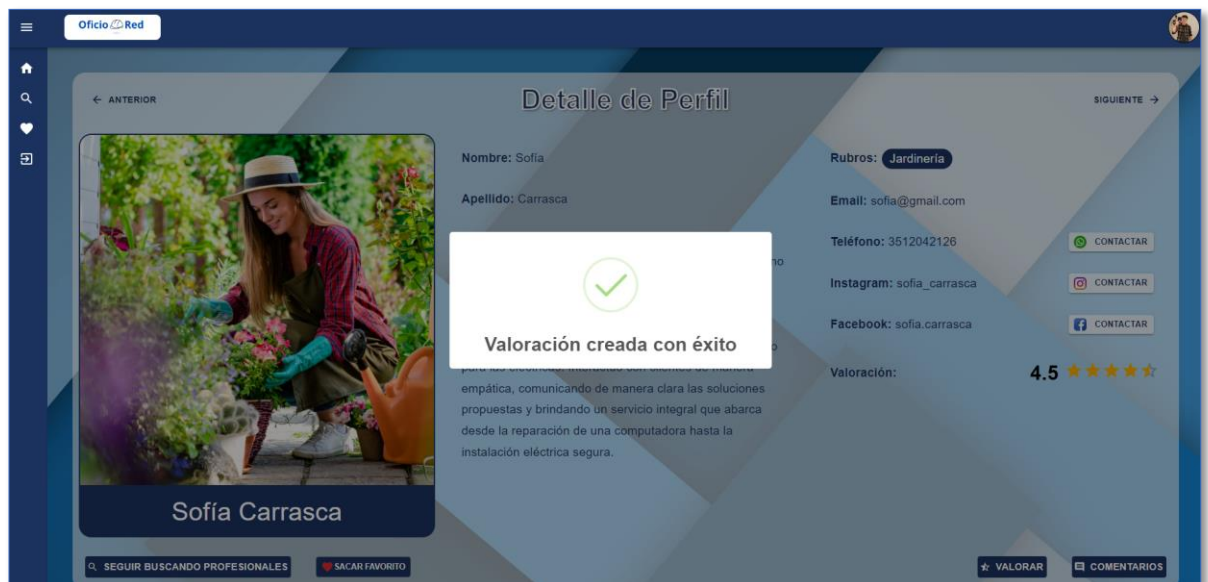 Oficio Red
← ANTERIOR
Detalle de Perfil
SIGUIENTE →
Nombre: Sofía
Apellido: Carrasca
Rubros: Jardinería
Email: sofia@gmail.com
Teléfono: 3512042126
CONTACTAR
Instagram: sofia_carrasca
CONTACTAR
Facebook: sofia.carrasca
CONTACTAR
Valoración: 4.5
Valoración creada con éxito
empática, comunicando de manera clara las soluciones
propuestas y brindando un servicio integral que abarca
desde la reparación de una computadora hasta la
instalación eléctrica segura.
Sofía Carrasca
SEGUIR BUSCANDO PROFESIONALES
SACAR FAVORITO
VALORAR
COMENTARIOS